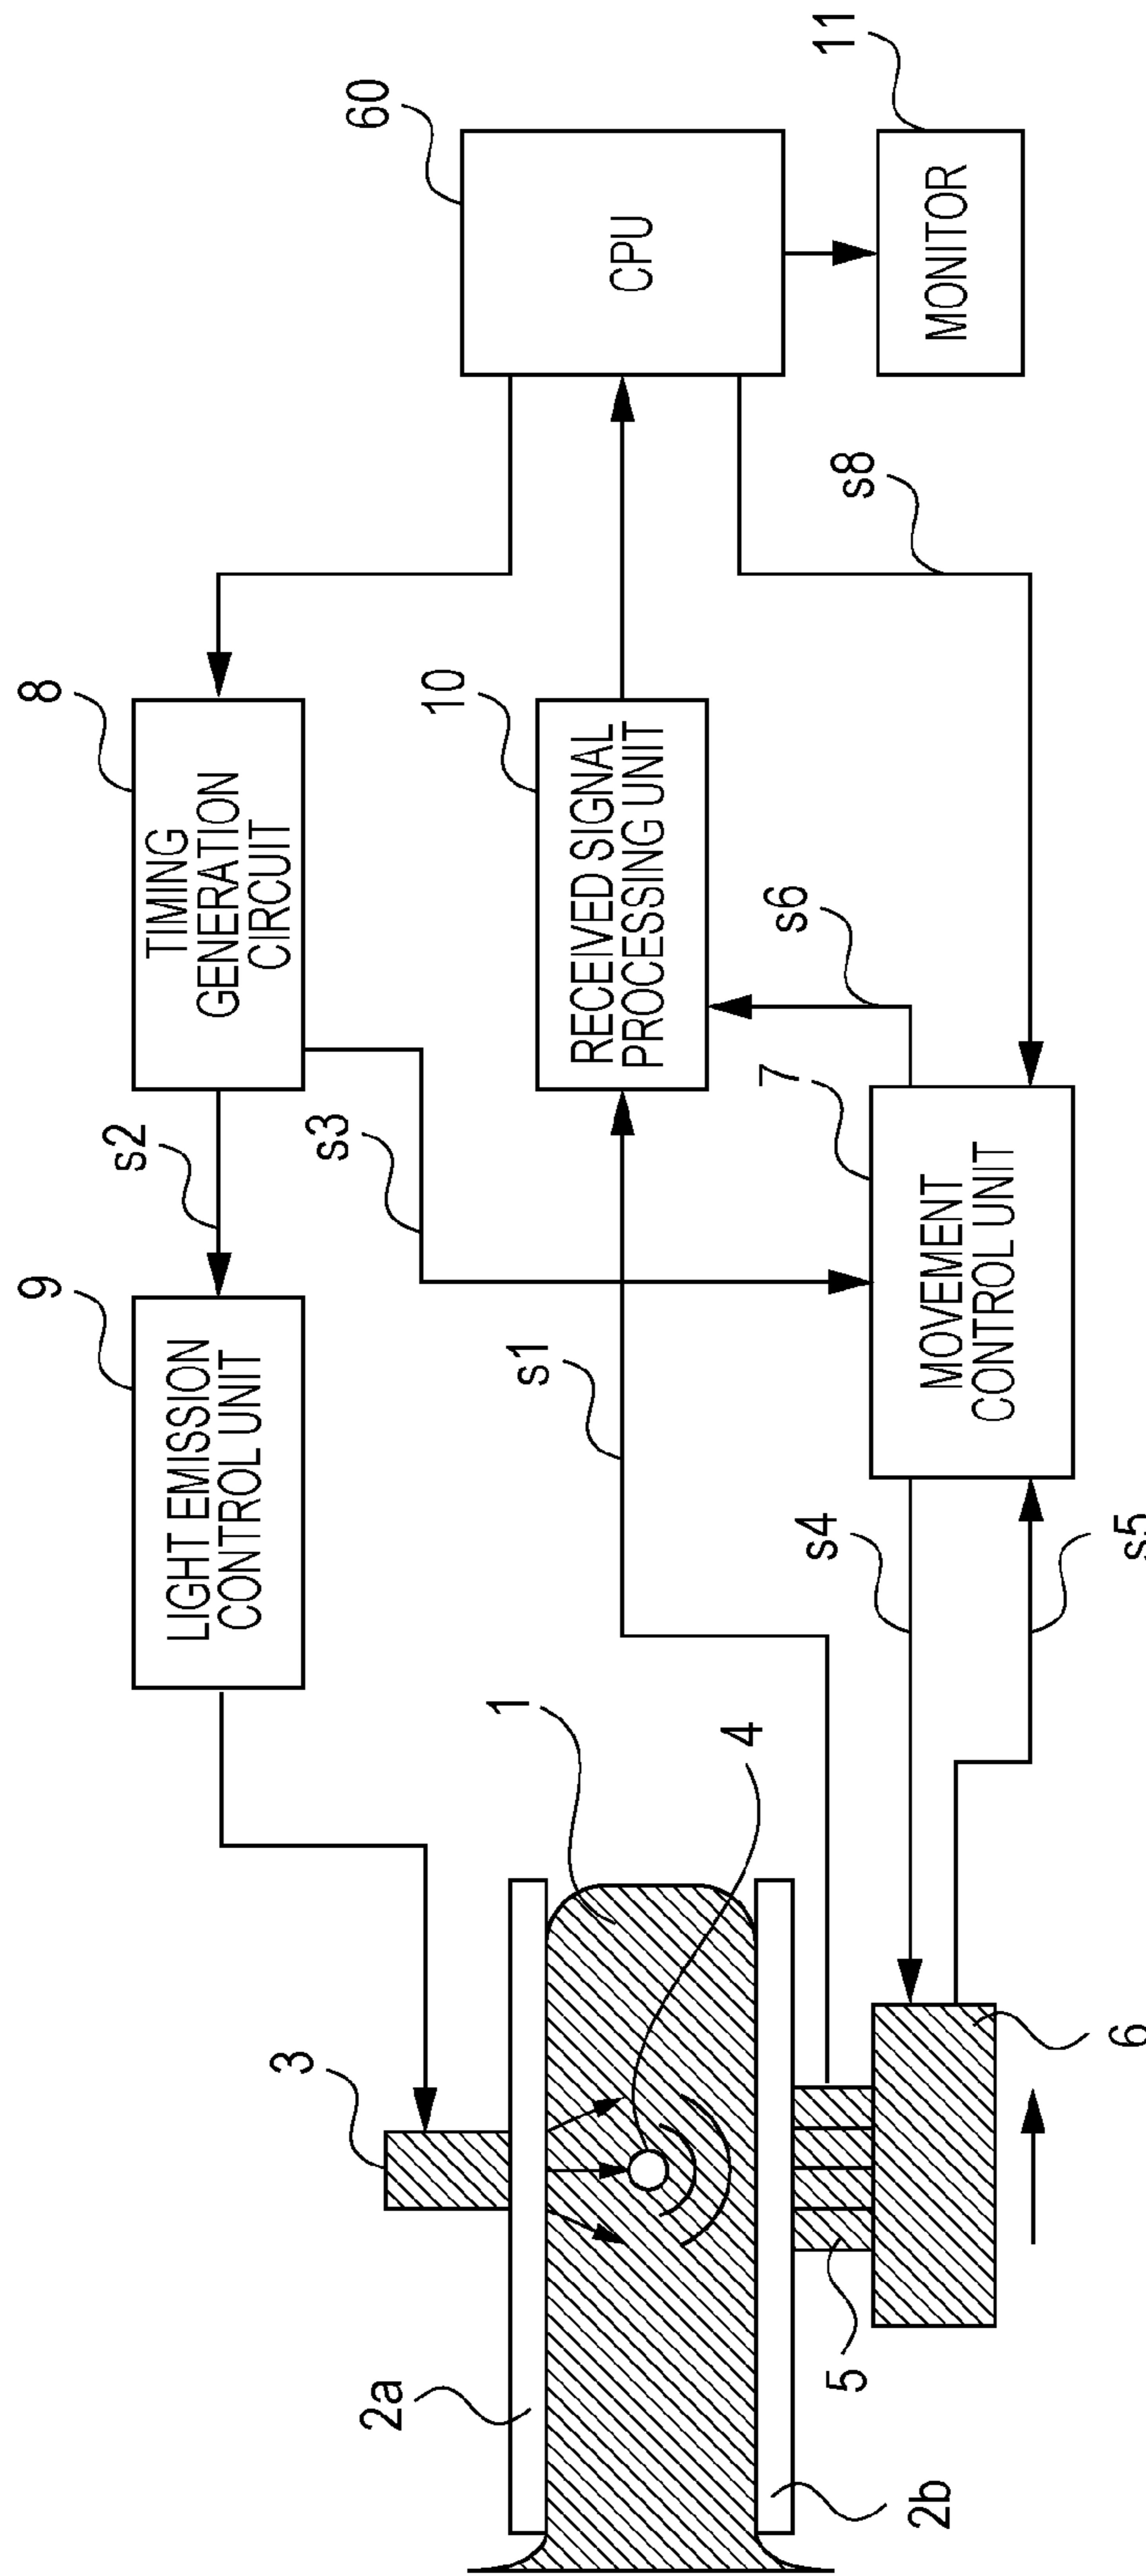 60
CPU
11
MONITOR
8
TIMING
GENERATION
CIRCUIT
10
RECEIVED SIGNAL
PROCESSING UNIT
s8
s6
s2
s3
9
LIGHT EMISSION
CONTROL UNIT
s1
7
MOVEMENT
CONTROL UNIT
s4
s5
1
4
3
6
2a
5
2b